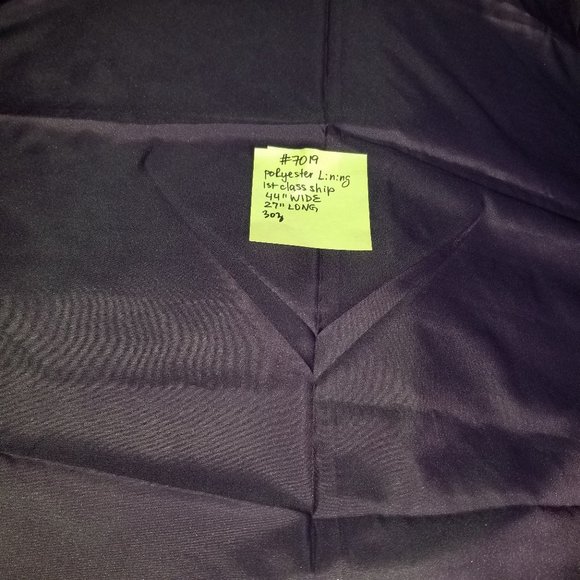 #7019
polyester Lining
1st class ship
44" WIDE
27" LONG
3oz